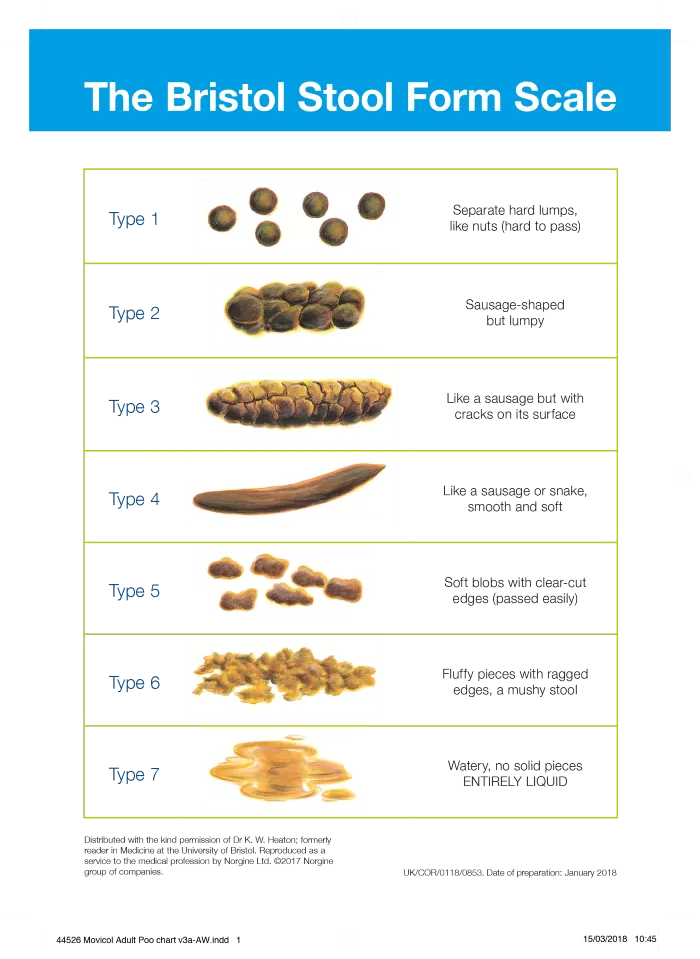 The Bristol Stool Form Scale
Type 1
Separate hard lumps,
like nuts (hard to pass)
Type 2
Sausage-shaped
but lumpy
Type 3
Like a sausage but with
cracks on its surface
Type 4
Like a sausage or snake,
smooth and soft
Type 5
Soft blobs with clear-cut
edges (passed easily)
Type 6
Fluffy pieces with ragged
edges, a mushy stool
Type 7
Watery, no solid pieces
ENTIRELY LIQUID
Distributed with the kind permission of Dr K. W. Heaton; formerly
reader in Medicine at the University of Bristol. Reproduced as a
service to the medical profession by Norgine Ltd. ©2017 Norgine
group of companies.
UK/COR/0118/0853. Date of preparation: January 2018
44526 Movicol Adult Poo chart v3a-AW.indd 1
15/03/2018 10:45